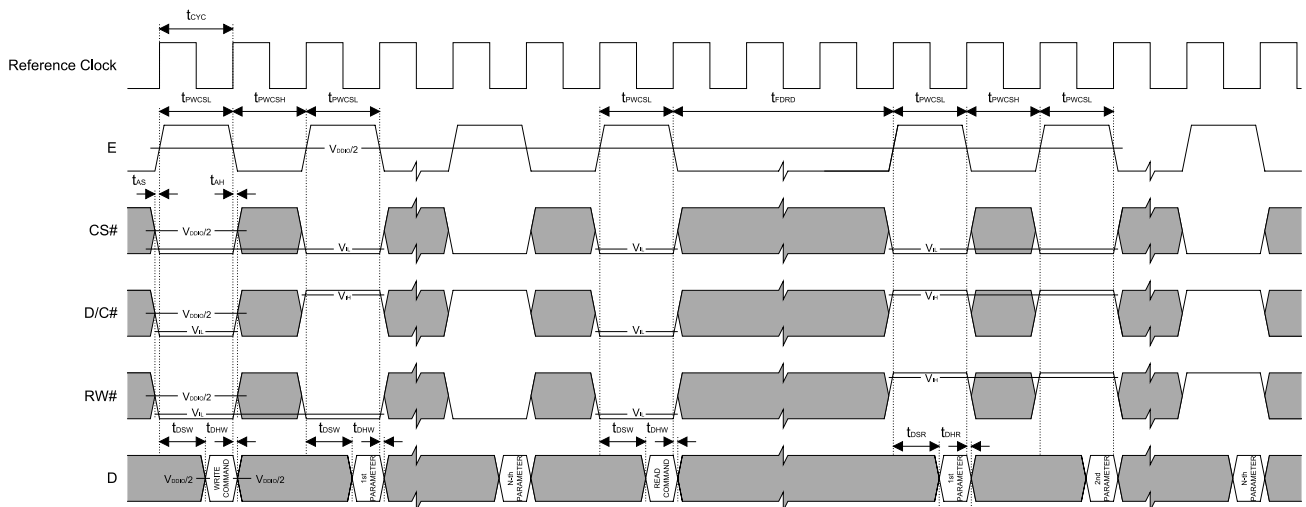 tCYC
Reference Clock
tPWCSL tPWCSH tPWCSL tPWCSL tFDRD tPWCSL tPWCSH tPWCSL
E
VDDIO/2
tAS tAH
CS#
VDDIO/2
VIL VIL VIL
D/C#
VIH VIH
VDDIO/2
VIL VIL
RW#
VIH
VDDIO/2
VIL VIL
tDSW tDHW tDSW tDHW tDSW tDHW tDSR tDHR
D
VDDIO/2 VDDIO/2
WRITE
COMMAND
1st
PARAMETER
N-th
PARAMETER
READ
COMMAND
1st
PARAMETER
2nd
PARAMETER
N-th
PARAMETER